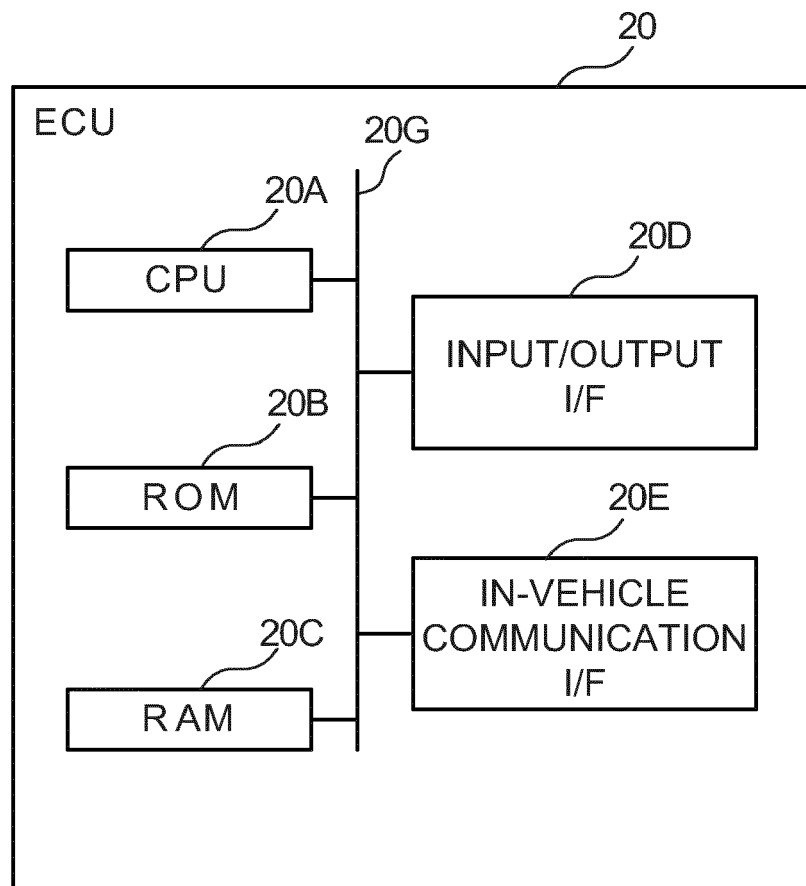 20
ECU
20G
20A
CPU
20D
INPUT/OUTPUT
I/F
20B
ROM
20E
IN-VEHICLE
COMMUNICATION
I/F
20C
RAM